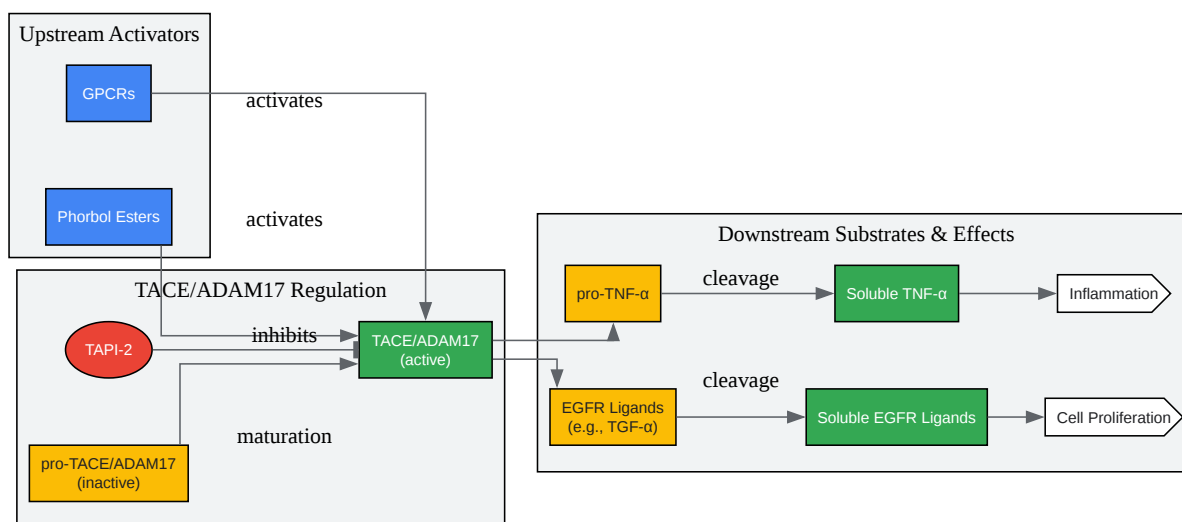 Upstream Activators
GPCRs
activates
Phorbol Esters
activates
TACE/ADAM17 Regulation
TAPI-2
inhibits
TACE/ADAM17
(active)
maturation
pro-TACE/ADAM17
(inactive)
Downstream Substrates & Effects
pro-TNF-α
cleavage
Soluble TNF-α
Inflammation
EGFR Ligands
(e.g., TGF-α)
cleavage
Soluble EGFR Ligands
Cell Proliferation